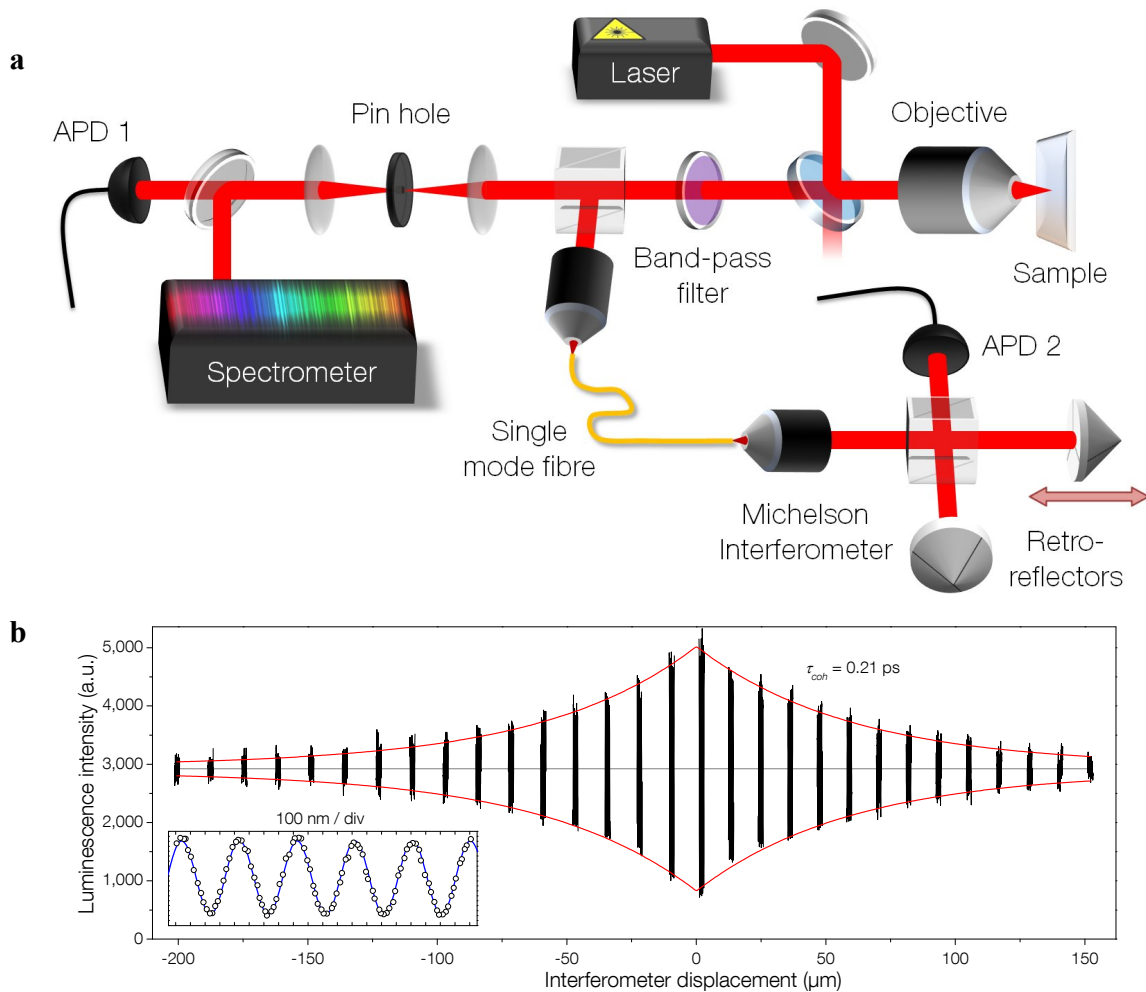 a
Laser
APD 1
Pin hole
Objective
Band-pass
filter
Sample
Spectrometer
APD 2
Single
mode fibre
Michelson
Interferometer
Retro-
reflectors
b
Luminescence intensity (a.u.)
5,000
4,000
3,000
2,000
1,000
0
τcoh = 0.21 ps
100 nm / div
-200
-150
-100
-50
0
50
100
150
Interferometer displacement (μm)